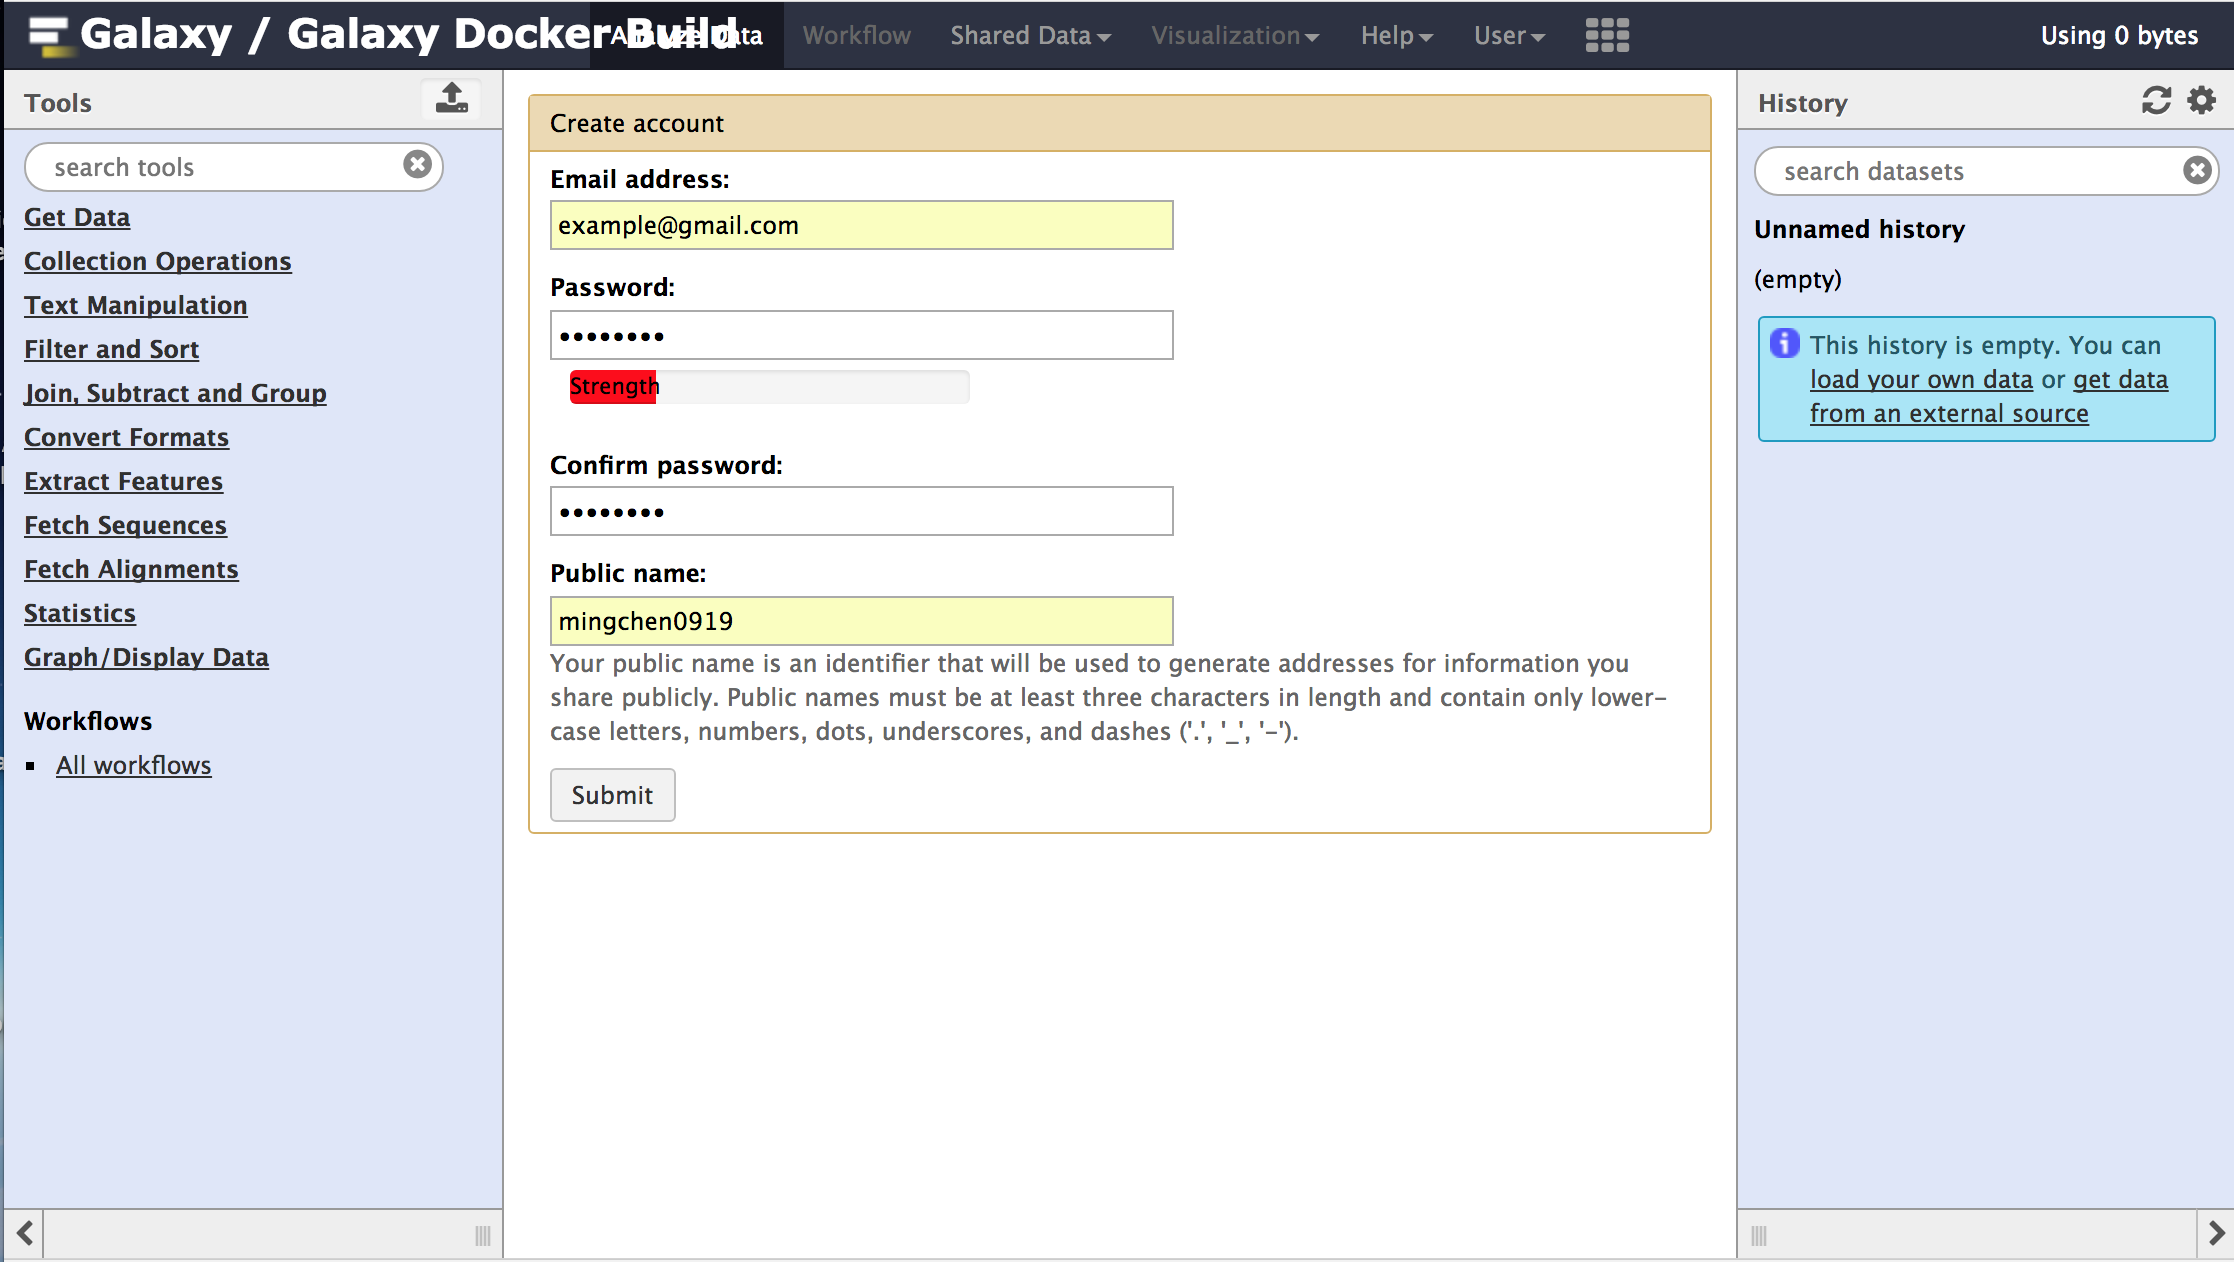 Galaxy / Galaxy Docker Build
Analyze Data
Workflow
Shared Data
Visualization
Help
User
Using 0 bytes
Tools
search tools
Get Data
Collection Operations
Text Manipulation
Filter and Sort
Join, Subtract and Group
Convert Formats
Extract Features
Fetch Sequences
Fetch Alignments
Statistics
Graph/Display Data
Workflows
All workflows
Create account
Email address:
example@gmail.com
Password:
••••••••
Strength
Confirm password:
••••••••
Public name:
mingchen0919
Your public name is an identifier that will be used to generate addresses for information you
share publicly. Public names must be at least three characters in length and contain only lower-
case letters, numbers, dots, underscores, and dashes ('.', '_', '-').
Submit
History
search datasets
Unnamed history
(empty)
This history is empty. You can
load your own data or get data
from an external source